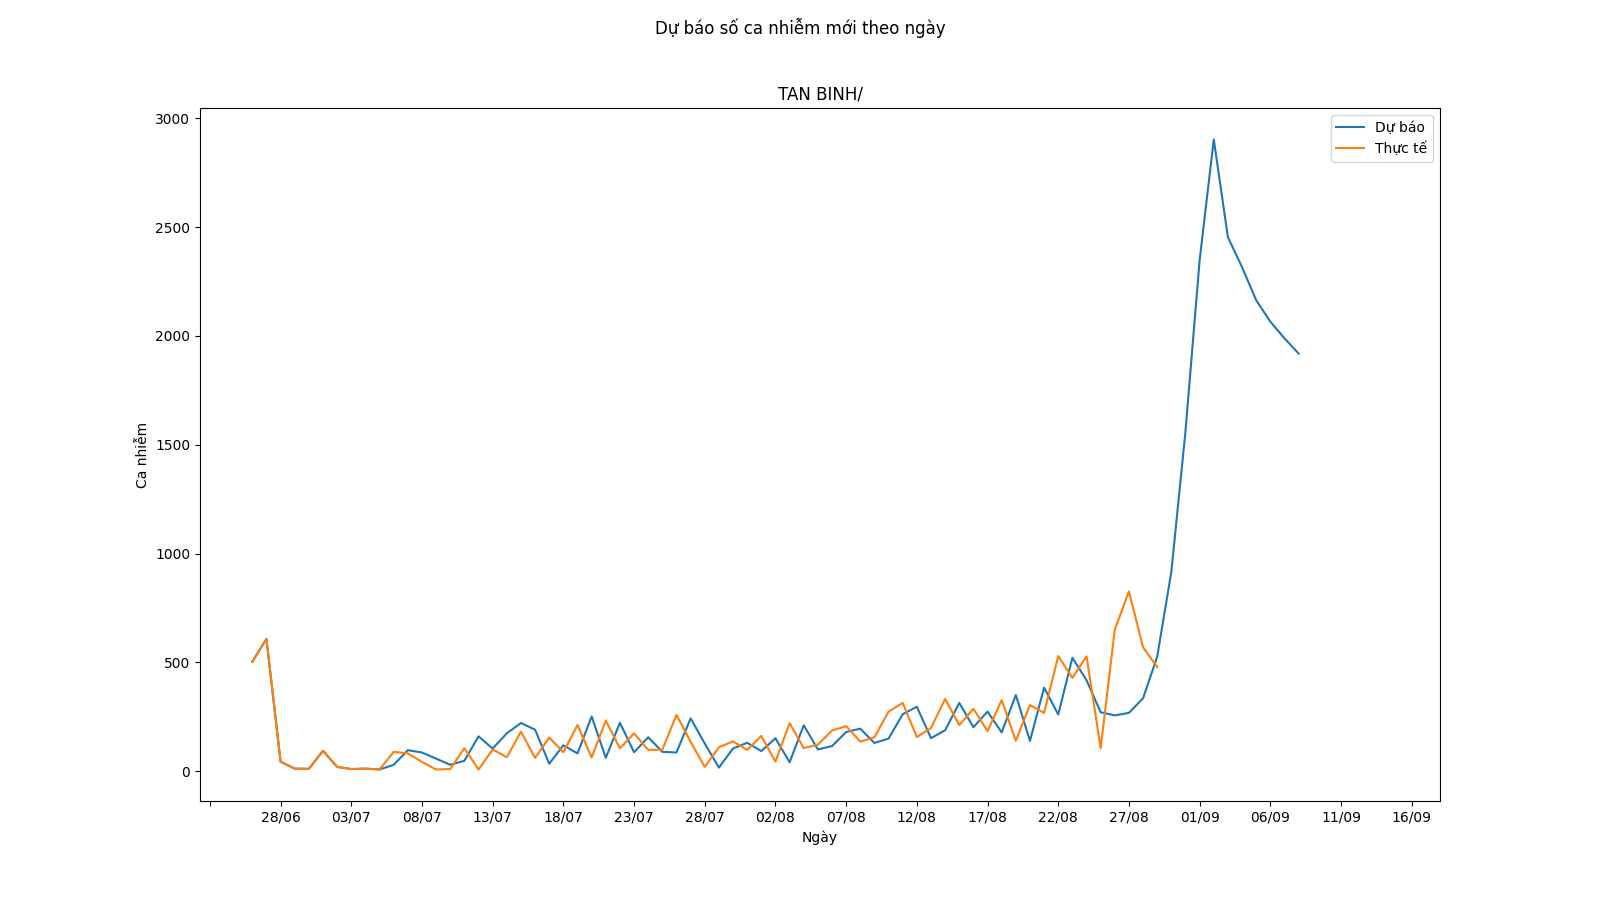 Dự báo số ca nhiễm mới theo ngày
TAN BINH/
Dự báo
Thực tế
3000
2500
2000
1500
1000
500
0
Ca nhiễm
28/06 03/07 08/07 13/07 18/07 23/07 28/07 02/08 07/08 12/08 17/08 22/08 27/08 01/09 06/09 11/09 16/09
Ngày